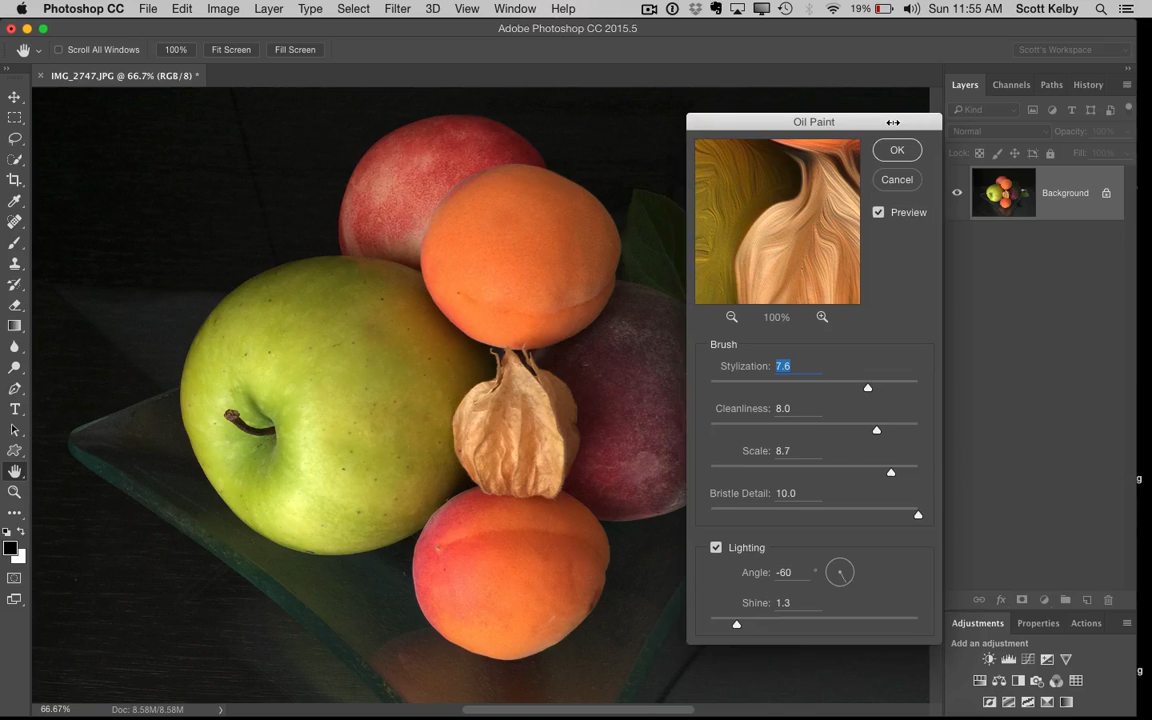 Photoshop CC File Edit Image Layer Type Select Filter 3D View Window Help 19% Sun 11:55 AM Scott Kelby
Adobe Photoshop CC 2015.5
Scroll All Windows 100% Fit Screen Fill Screen Scott's Workspace
× IMG_2747.JPG @ 66.7% (RGB/8) *
Layers Channels Paths History
Kind
Normal Opacity: 100%
Lock: Fill: 100%
Background
Oil Paint
OK
Cancel
Preview
100%
Brush
Stylization: 7.6
Cleanliness: 8.0
Scale: 8.7
Bristle Detail: 10.0
Lighting
Angle: -60 °
Shine: 1.3
Adjustments Properties Actions
Add an adjustment
66.67% Doc: 8.58M/8.58M
g
g